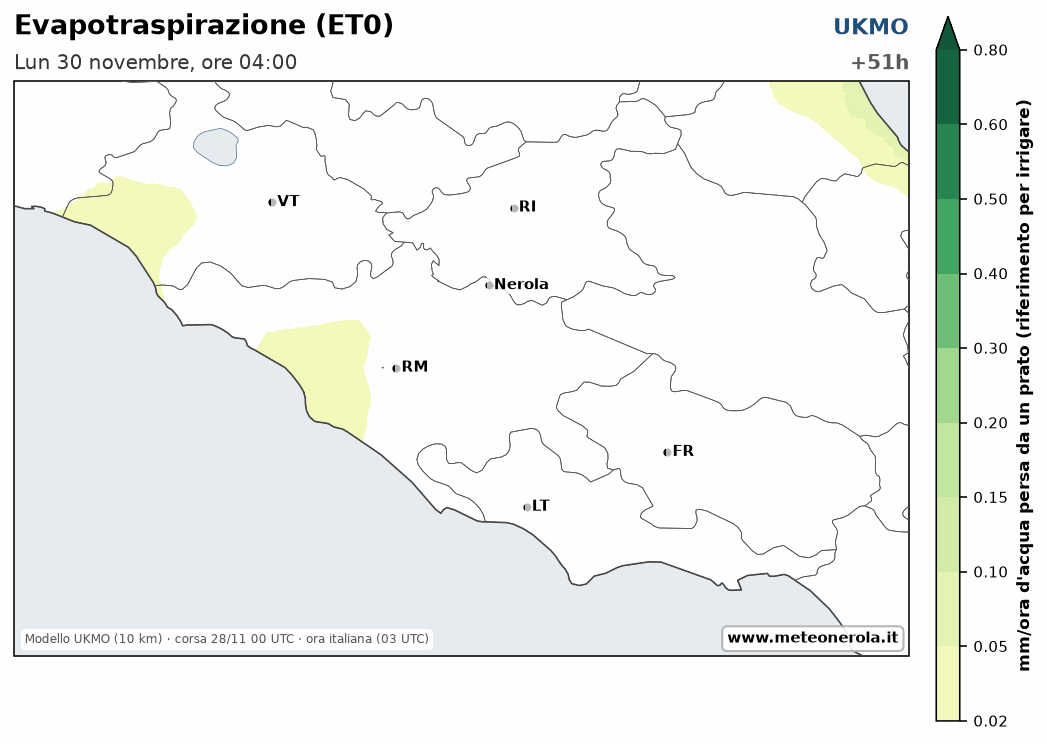 Evapotraspirazione (ET0)
UKMO
Lun 30 novembre, ore 04:00
+51h
VT
RI
Nerola
RM
FR
LT
Modello UKMO (10 km) · corsa 28/11 00 UTC · ora italiana (03 UTC)
www.meteonerola.it
0.80
0.60
0.50
0.40
0.30
0.20
0.15
0.10
0.05
0.02
mm/ora d'acqua persa da un prato (riferimento per irrigare)